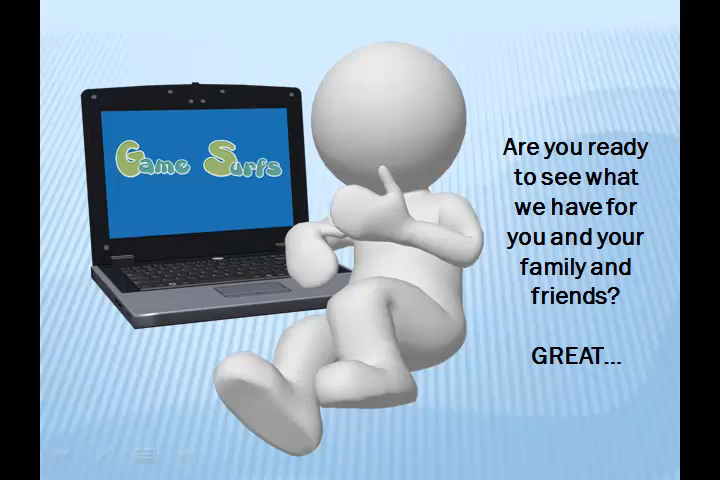 Game Surfs
Are you ready
to see what
we have for
you and your
family and
friends?
GREAT...